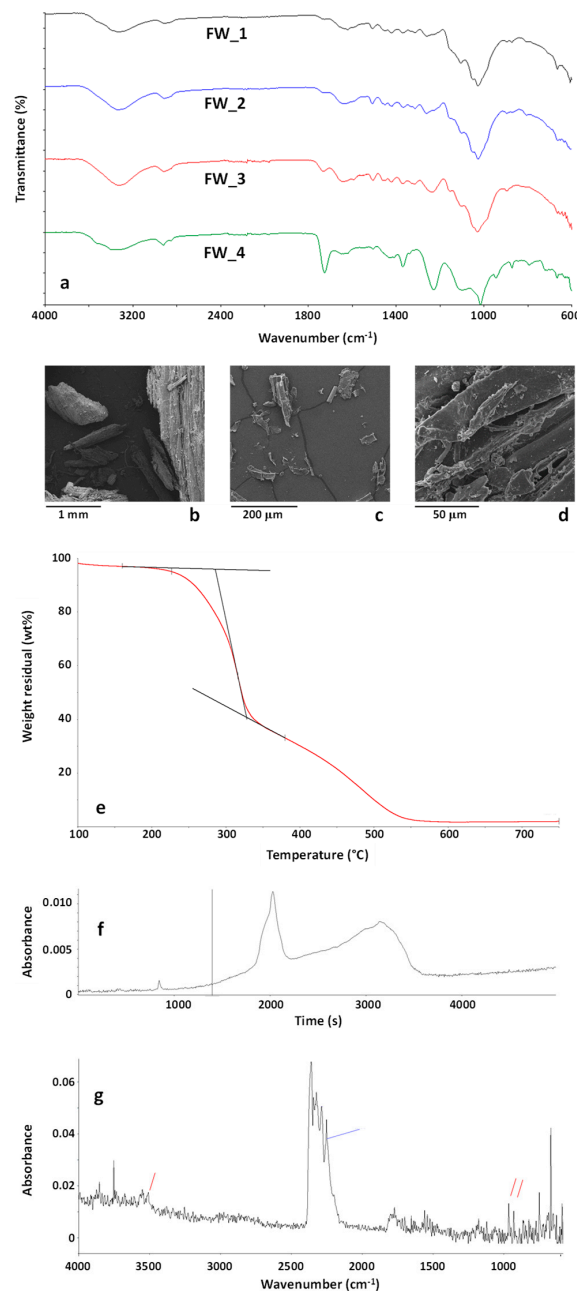 FW_1
FW_2
FW_3
FW_4
Transmittance (%)
a
4000 3200 2400 1800 1400 1000 600
Wavenumber (cm-1)
1 mm b
200 μm c
50 μm d
100
80
60
40
20
Weight residual (wt%)
e
100 200 300 400 500 600 700
Temperature (°C)
f
0.010
0.005
0
Absorbance
1000 2000 3000 4000
Time (s)
g
0.06
0.04
0.02
0
Absorbance
4000 3500 3000 2500 2000 1500 1000
Wavenumber (cm-1)